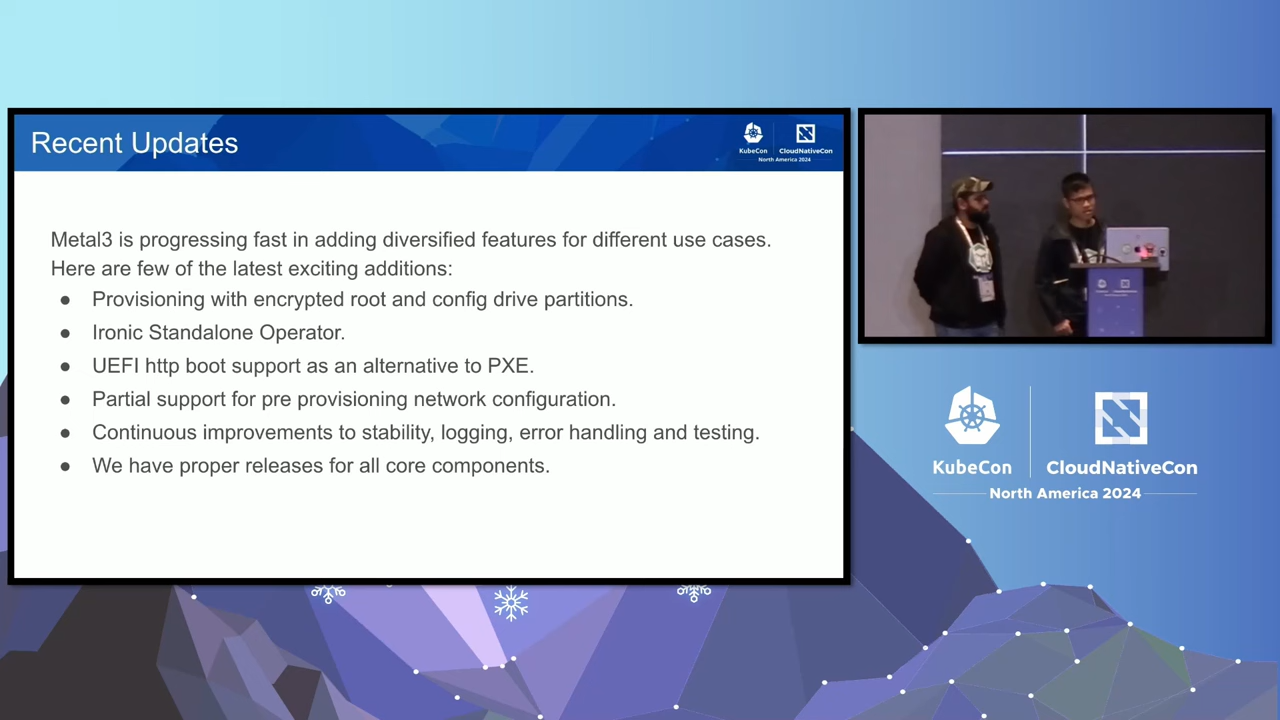 Recent Updates
KubeCon
CloudNativeCon
North America 2024
Metal3 is progressing fast in adding diversified features for different use cases.
Here are few of the latest exciting additions:
● Provisioning with encrypted root and config drive partitions.
● Ironic Standalone Operator.
● UEFI http boot support as an alternative to PXE.
● Partial support for pre provisioning network configuration.
● Continuous improvements to stability, logging, error handling and testing.
● We have proper releases for all core components.
KubeCon
CloudNativeCon
North America 2024